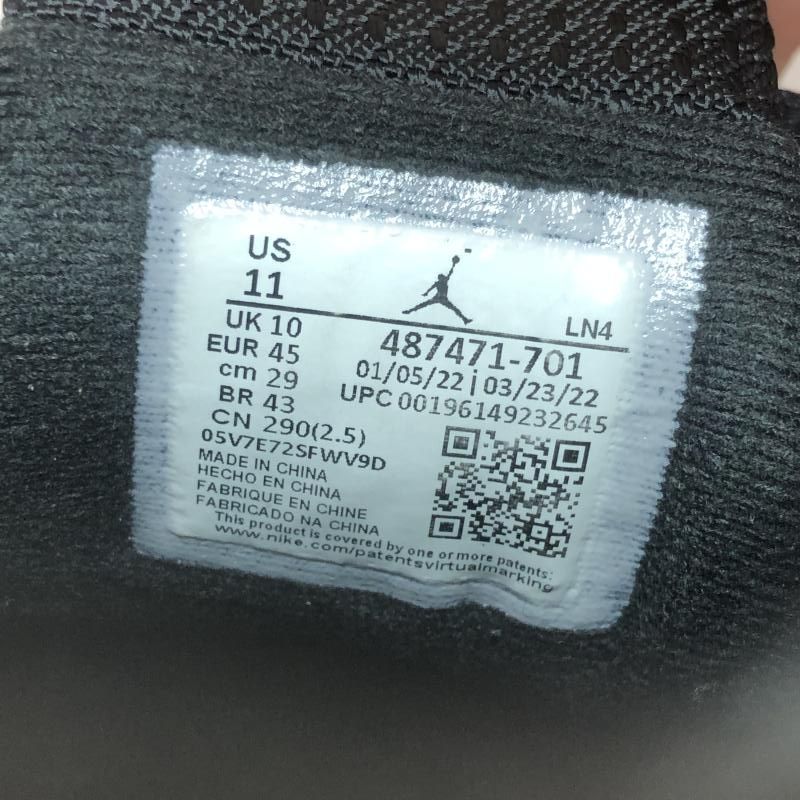 US
11
LN4
UK 10
487471-701
EUR 45
01/05/22 | 03/23/22
cm 29
UPC 00196149232645
BR 43
CN 290(2.5)
05V7E72SFWV9D
MADE IN CHINA
HECHO EN CHINA
FABRIQUE EN CHINE
FABRICADO NA CHINA
This product is covered by one or more patents:
www.nike.com/patentsvirtualmarking